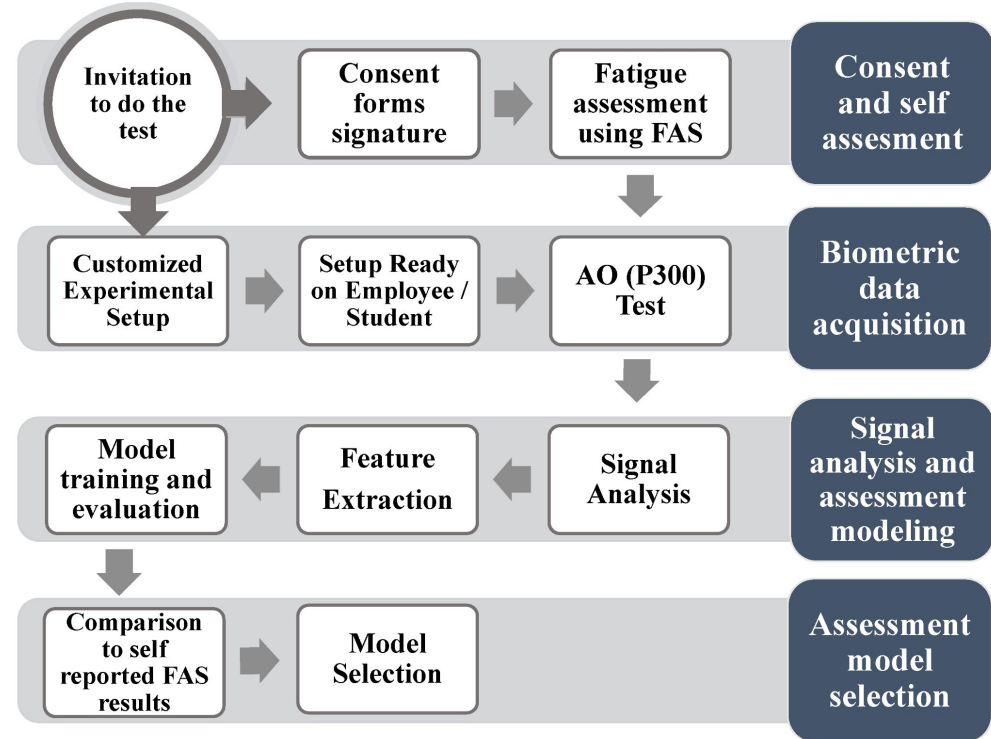 Invitation
to do the
test
Consent
forms
signature
Fatigue
assessment
using FAS
Consent
and self
assesment
Customized
Experimental
Setup
Setup Ready
on Employee /
Student
AO (P300)
Test
Biometric
data
acquisition
Model
training and
evaluation
Feature
Extraction
Signal
Analysis
Signal
analysis and
assessment
modeling
Comparison
to self
reported FAS
results
Model
Selection
Assessment
model
selection